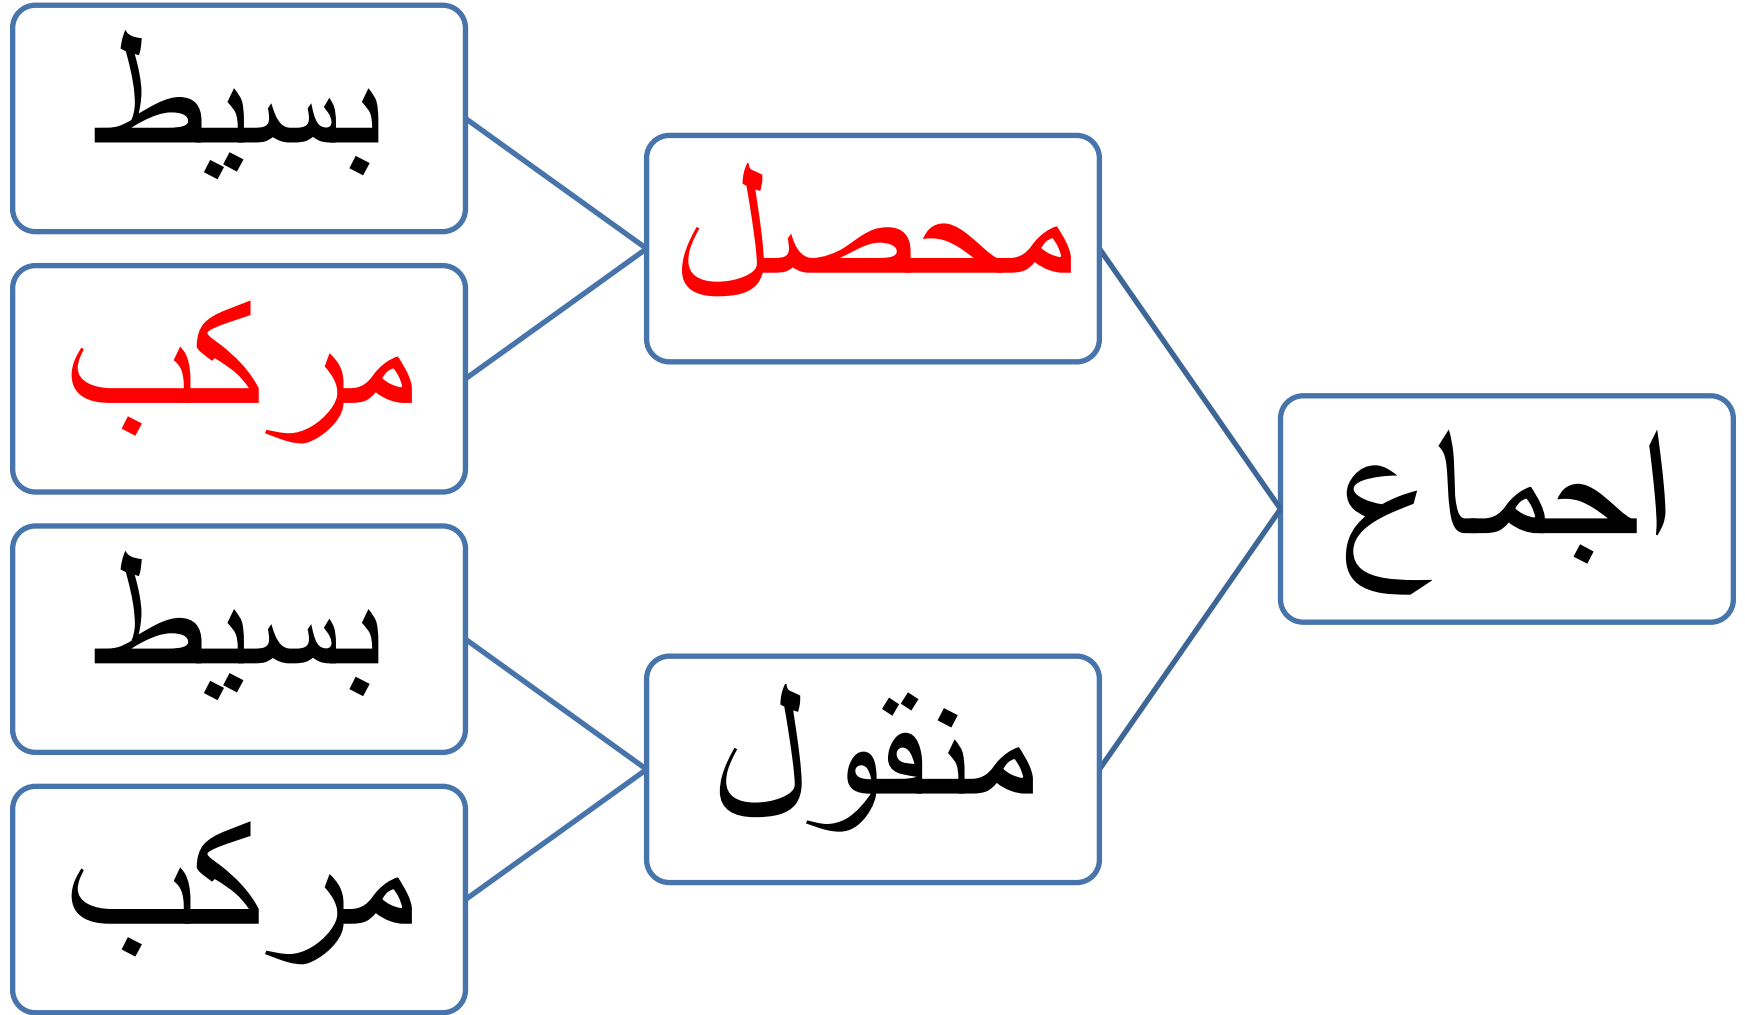 اجماع
محصل
بسيط
مركب
منقول
بسيط
مركب